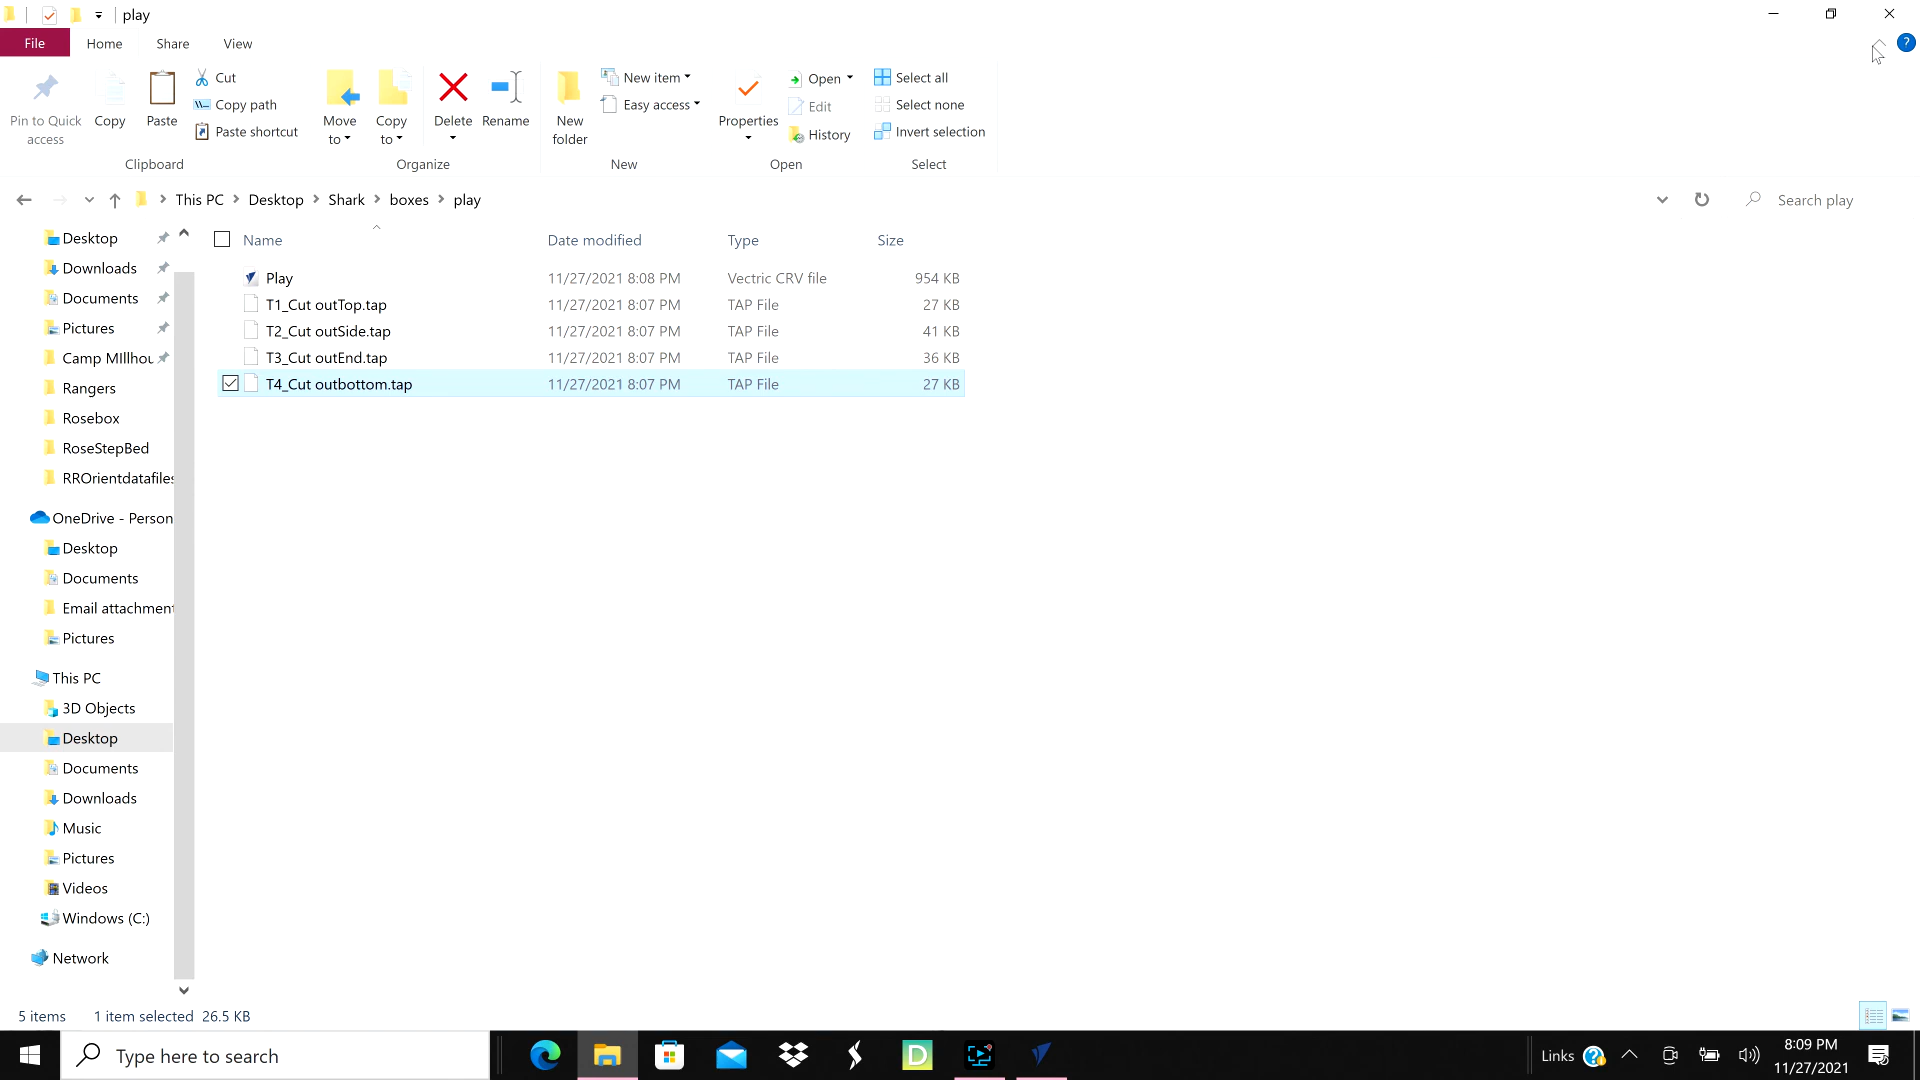 play
File Home Share View
Pin to Quick access
Copy
Paste
Cut
Copy path
Paste shortcut
Clipboard
Move to
Copy to
Delete
Rename
Organize
New folder
New item
Easy access
New
Properties
Open
Edit
History
Open
Select all
Select none
Invert selection
Select
?
This PC > Desktop > Shark > boxes > play
Search play
Desktop
Downloads
Documents
Pictures
Camp MIllhou
Rangers
Rosebox
RoseStepBed
RROrientdatafiles
OneDrive - Person
Desktop
Documents
Email attachment
Pictures
This PC
3D Objects
Desktop
Documents
Downloads
Music
Pictures
Videos
Windows (C:)
Network
Name Date modified Type Size
Play 11/27/2021 8:08 PM Vectric CRV file 954 KB
T1_Cut outTop.tap 11/27/2021 8:07 PM TAP File 27 KB
T2_Cut outSide.tap 11/27/2021 8:07 PM TAP File 41 KB
T3_Cut outEnd.tap 11/27/2021 8:07 PM TAP File 36 KB
T4_Cut outbottom.tap 11/27/2021 8:07 PM TAP File 27 KB
5 items 1 item selected 26.5 KB
Type here to search
D
Links
?
8:09 PM
11/27/2021